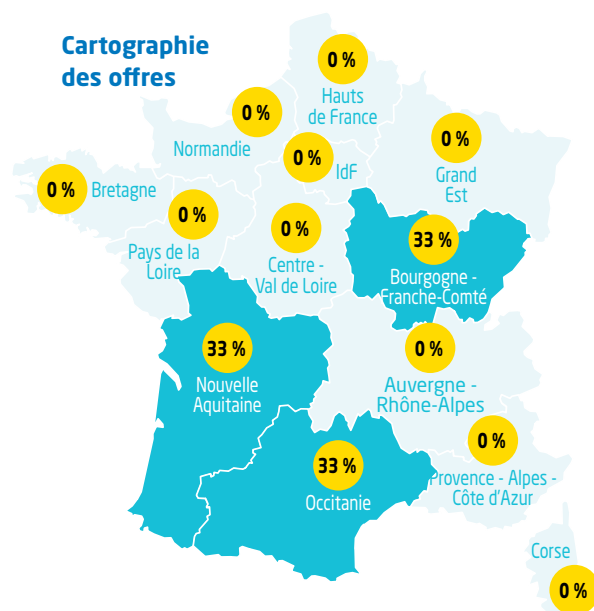 Cartographie
des offres
0 %
Hauts
de France
0 %
Normandie
0 %
IdF
0 %
Grand
Est
0 %
Bretagne
0 %
Pays de la
Loire
0 %
Centre -
Val de Loire
33 %
Bourgogne -
Franche-Comté
33 %
Nouvelle
Aquitaine
0 %
Auvergne -
Rhône-Alpes
33 %
Occitanie
0 %
Provence - Alpes -
Côte d'Azur
Corse
0 %